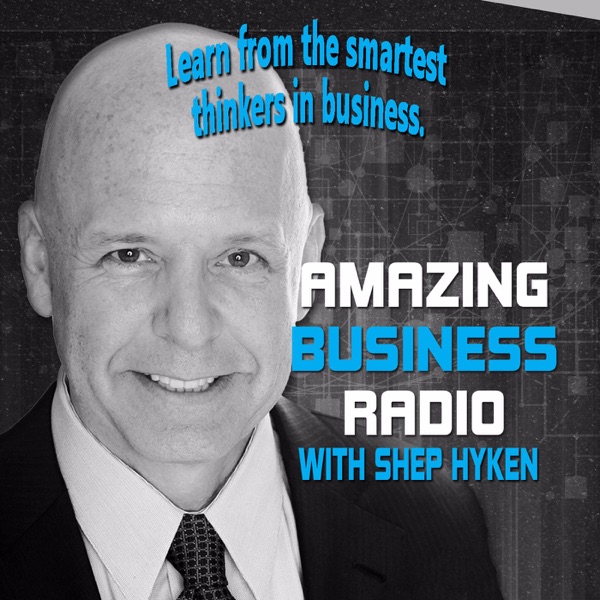 Learn from the smartest
thinkers in business.
AMAZING
BUSINESS
RADIO
WITH SHEP HYKEN